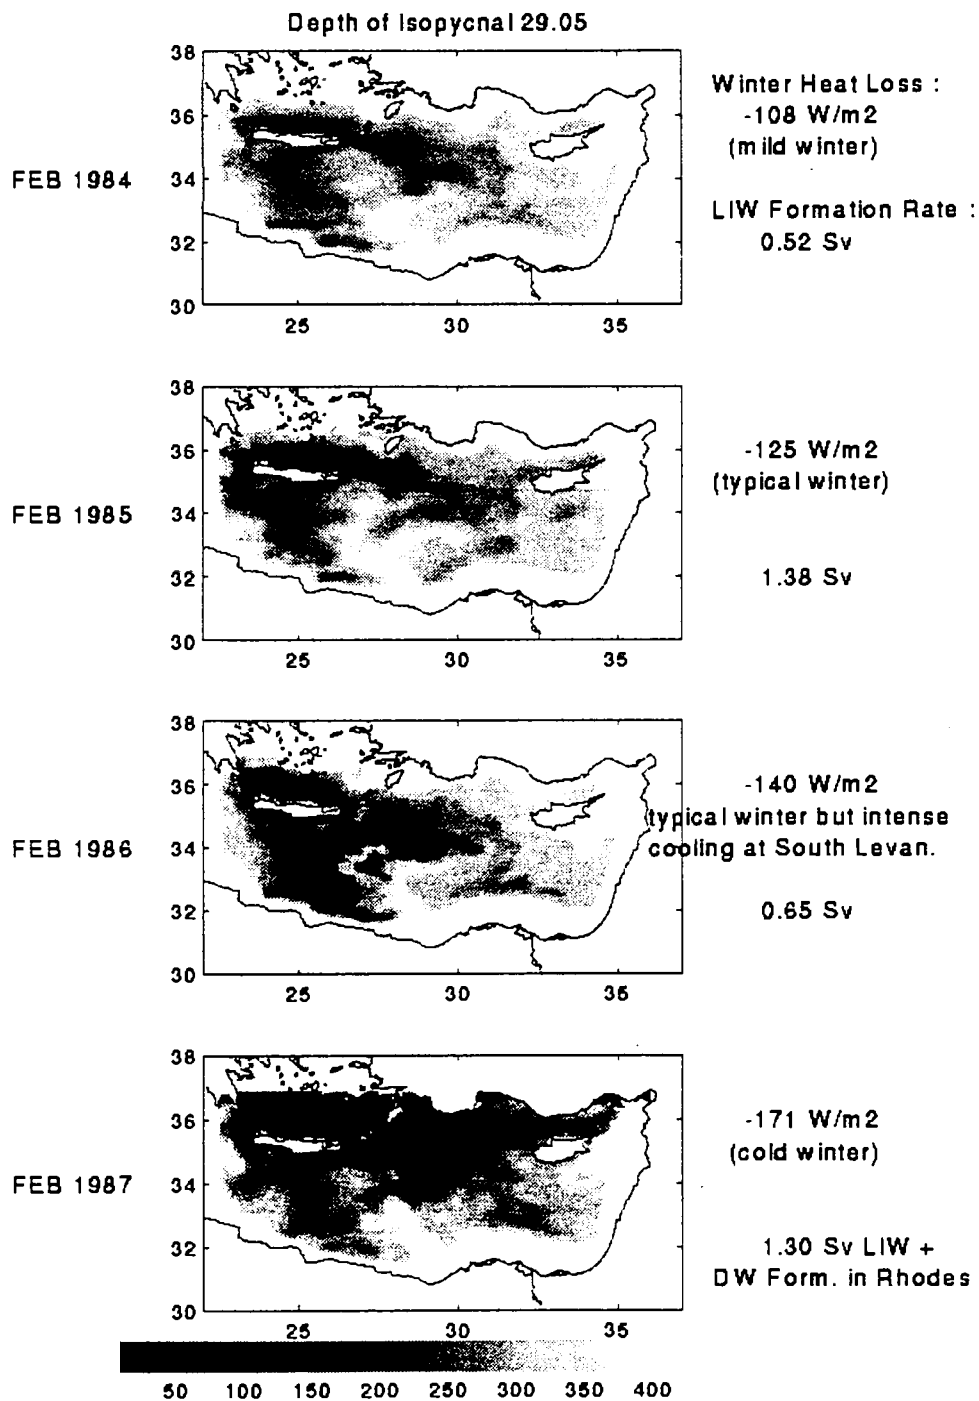 Depth of Isopycnal 29.05
38
36
34
32
30
25 30 35
FEB 1984
Winter Heat Loss :
-108 W/m2
(mild winter)
LIW Formation Rate :
0.52 Sv
38
36
34
32
30
25 30 35
FEB 1985
-125 W/m2
(typical winter)
1.38 Sv
38
36
34
32
30
25 30 35
FEB 1986
-140 W/m2
typical winter but intense
cooling at South Levan.
0.65 Sv
38
36
34
32
30
25 30 35
FEB 1987
-171 W/m2
(cold winter)
1.30 Sv LIW +
DW Form. in Rhodes
50 100 150 200 250 300 350 400